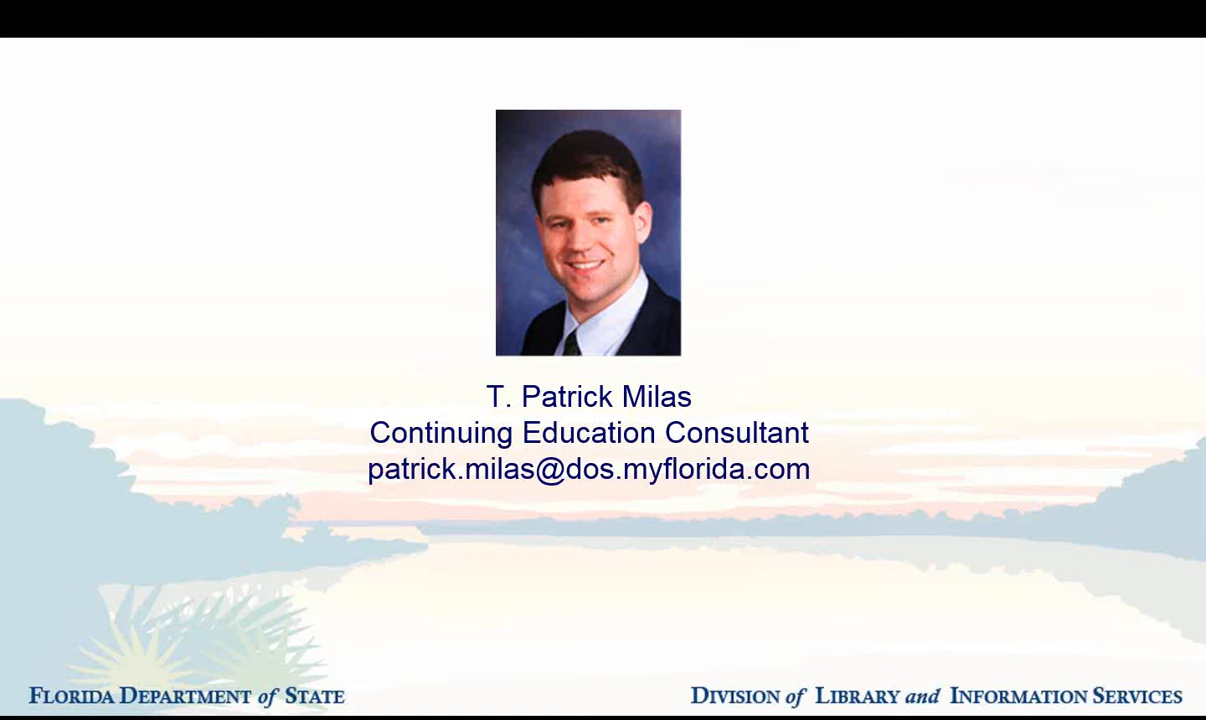 T. Patrick Milas
Continuing Education Consultant
patrick.milas@dos.myflorida.com
FLORIDA DEPARTMENT of STATE
DIVISION of LIBRARY and INFORMATION SERVICES